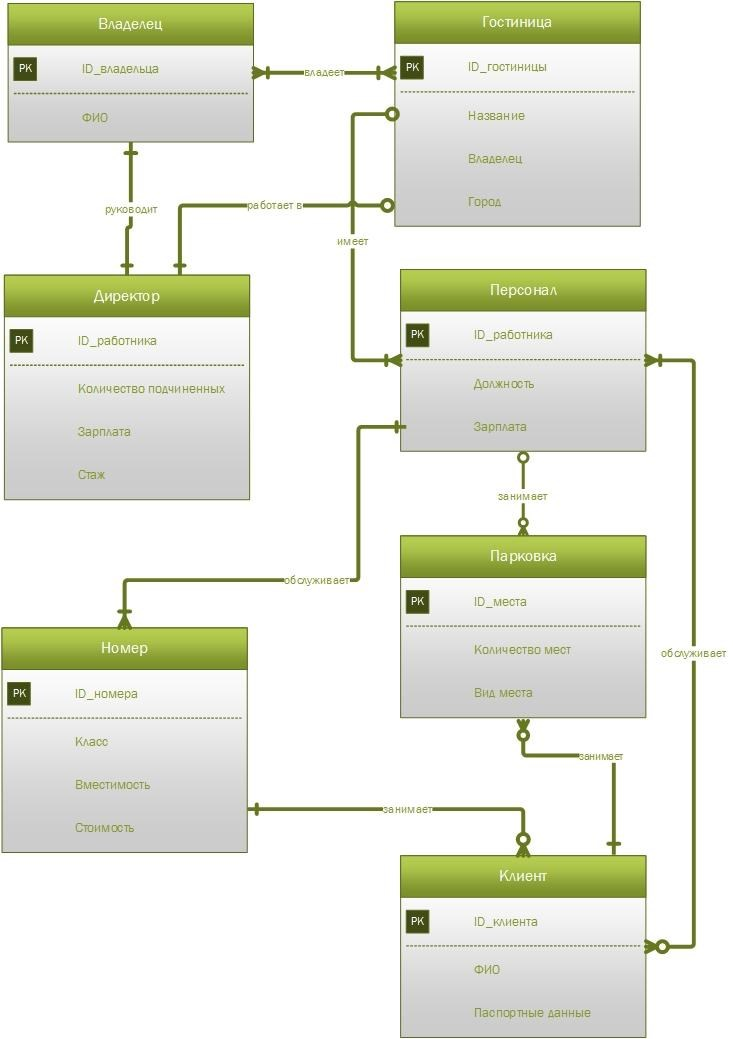 Владелец
PK ID_владельца
ФИО
владеет
Гостиница
PK ID_гостиницы
Название
Владелец
Город
руководит
работает в
имеет
Директор
PK ID_работника
Количество подчиненных
Зарплата
Стаж
Персонал
PK ID_работника
Должность
Зарплата
занимает
обслуживает
Парковка
PK ID_места
Количество мест
Вид места
обслуживает
Номер
PK ID_номера
Класс
Вместимость
Стоимость
занимает
занимает
Клиент
PK ID_клиента
ФИО
Паспортные данные